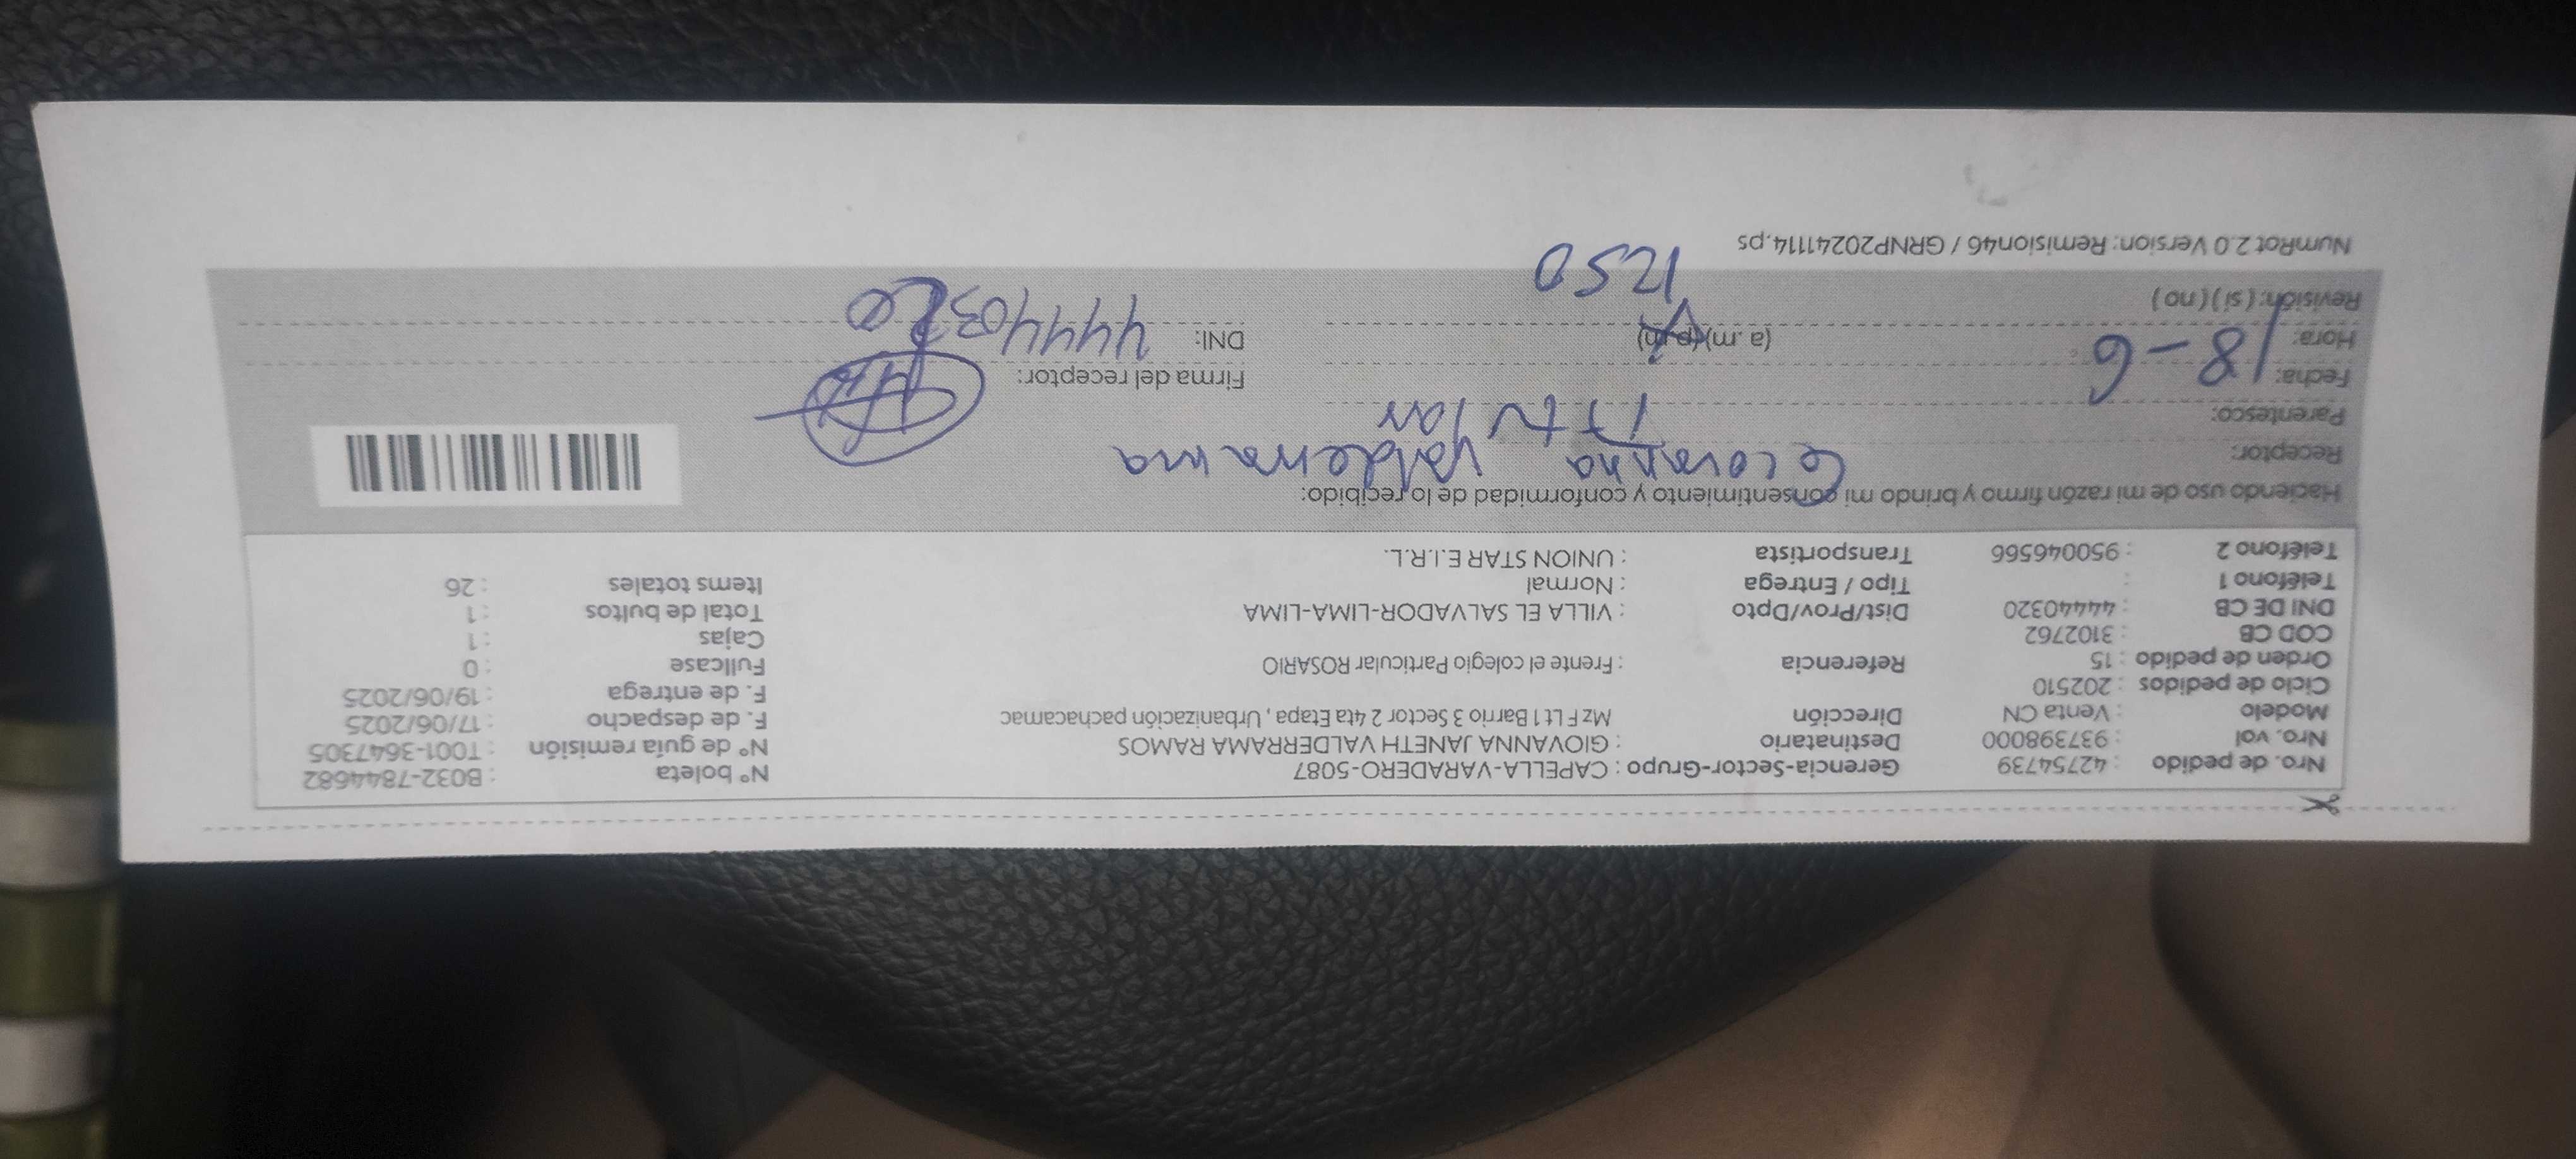 Nro. de pedido : 42754739 Gerencia-Sector-Grupo : CAPELLA-VARADERO-5087 N° boleta : B032-7844682
Nro. vol : 937398000 Destinatario : GIOVANNA JANETH VALDERRAMA RAMOS N° de guía remisión : T001-3647305
Modelo : Venta CN Dirección Mz F Lt 1 Barrio 3 Sector 2 4ta Etapa , Urbanización pachacamac F. de despacho : 17/06/2025
Ciclo de pedidos : 202510 F. de entrega : 19/06/2025
Orden de pedido : 15 Referencia : Frente el colegio Particular ROSARIO Fullcase : 0
COD CB : 3102762 Cajas : 1
DNI DE CB : 44440320 Dist/Prov/Dpto : VILLA EL SALVADOR-LIMA-LIMA Total de bultos : 1
Teléfono 1 : Tipo / Entrega : Normal Items totales : 26
Teléfono 2 : 950046566 Transportista : UNION STAR E.I.R.L.
Haciendo uso de mi razón firmo y brindo mi consentimiento y conformidad de lo recibido:
Receptor: Valderrama
Parentesco:
Fecha: 18-6 Firma del receptor:
Hora: (a .m) (p.m) DNI: 44440320
Revisión: ( si ) ( no ) 1250
NumRot 2.0 Version: Remision46 / GRNP20241114.ps